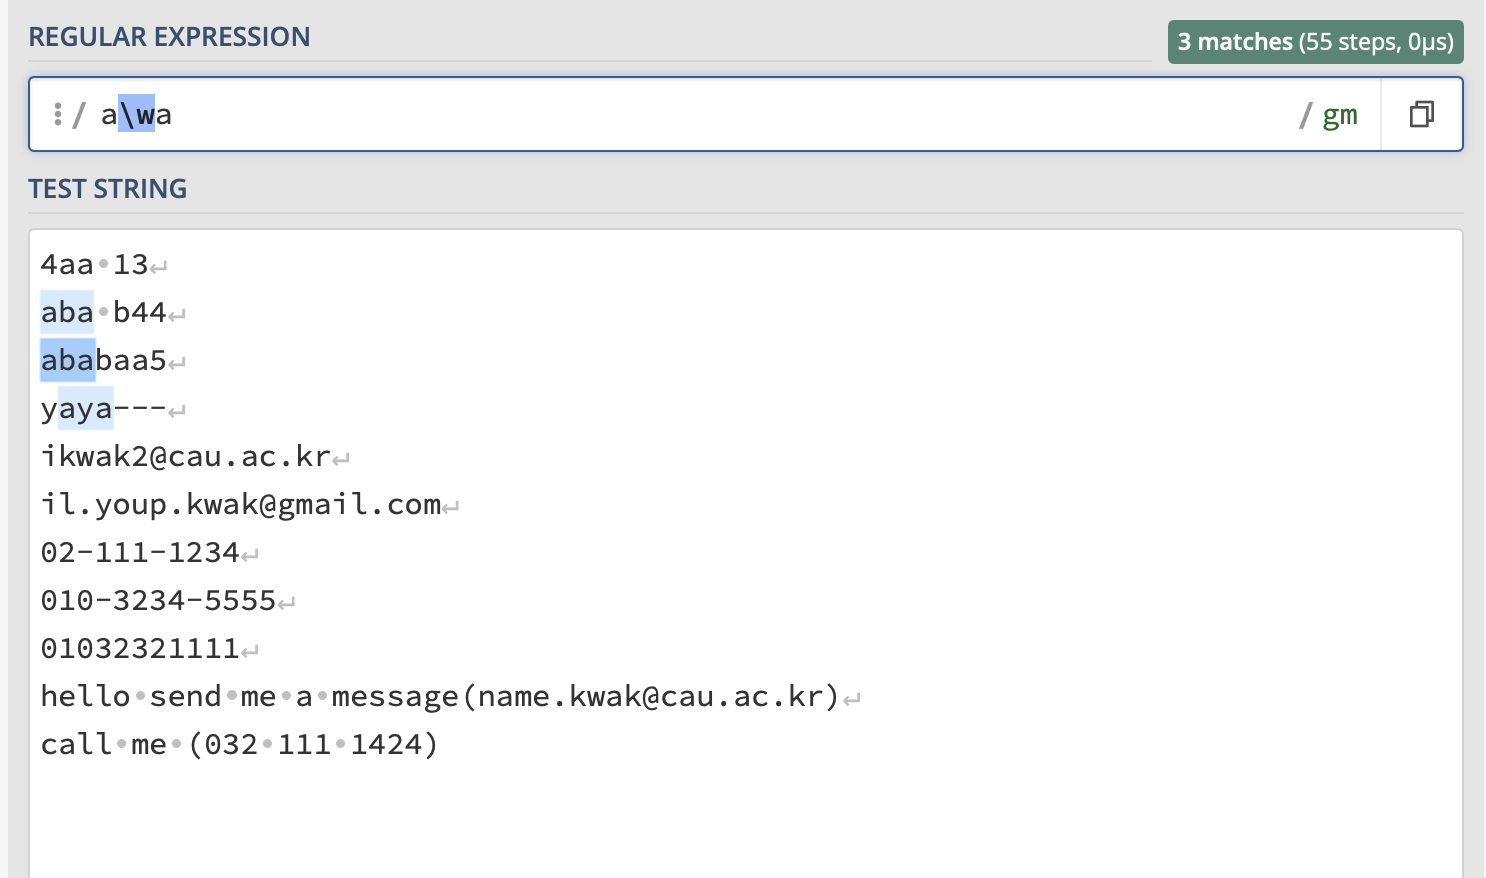 REGULAR EXPRESSION
3 matches (55 steps, 0μs)
/ a\wa / gm
TEST STRING
4aa·13↵
aba·b44↵
ababaa5↵
yaya---↵
ikwak2@cau.ac.kr↵
il.youp.kwak@gmail.com↵
02-111-1234↵
010-3234-5555↵
01032321111↵
hello·send·me·a·message(name.kwak@cau.ac.kr)↵
call·me·(032·111·1424)